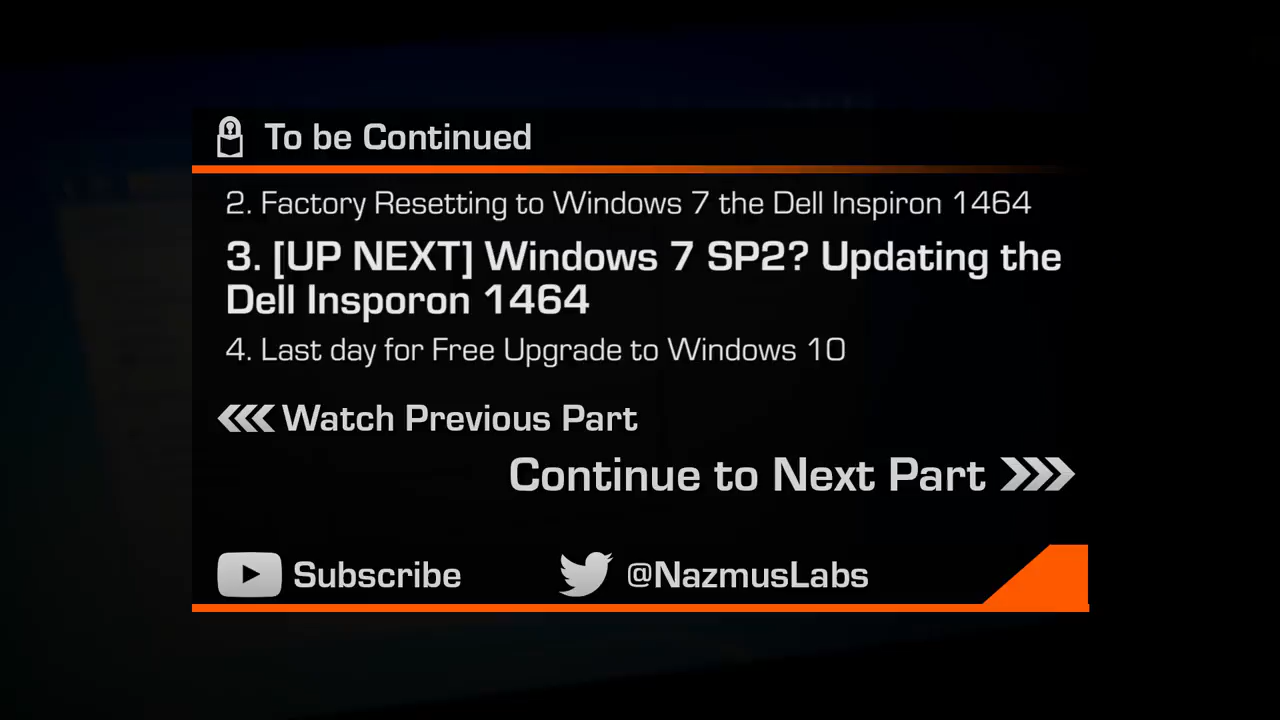 To be Continued
2. Factory Resetting to Windows 7 the Dell Inspiron 1464
3. [UP NEXT] Windows 7 SP2? Updating the
Dell Insporon 1464
4. Last day for Free Upgrade to Windows 10
Watch Previous Part
Continue to Next Part
Subscribe @NazmusLabs